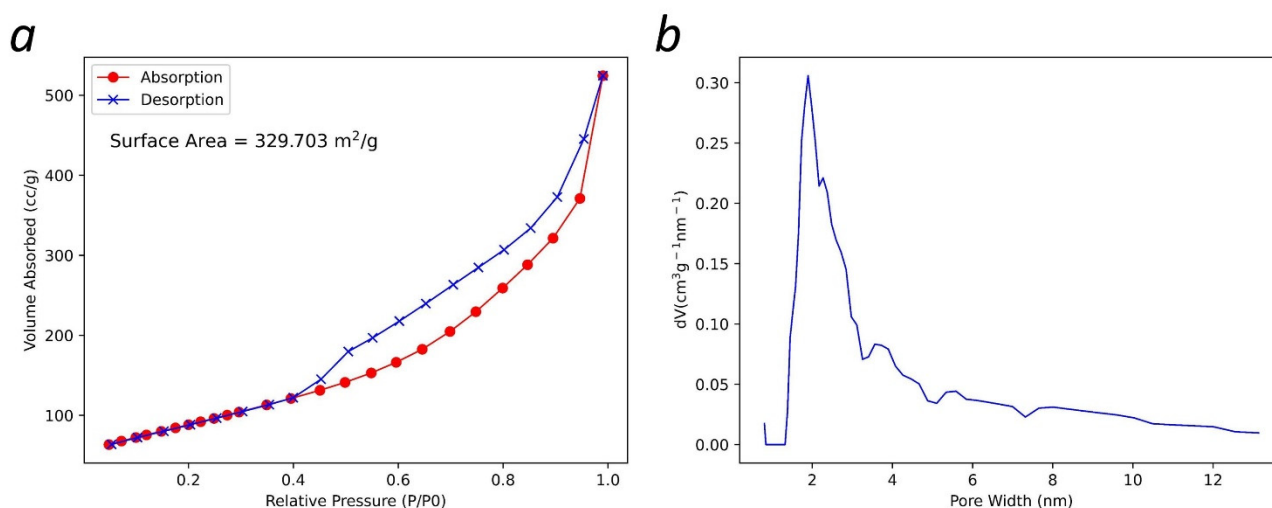 a
b
Absorption
Desorption
Surface Area = 329.703 m²/g
500
400
300
200
100
Volume Absorbed (cc/g)
0.2 0.4 0.6 0.8 1.0
Relative Pressure (P/P0)
0.30
0.25
0.20
0.15
0.10
0.05
0.00
dV(cm³g⁻¹nm⁻¹)
2 4 6 8 10 12
Pore Width (nm)